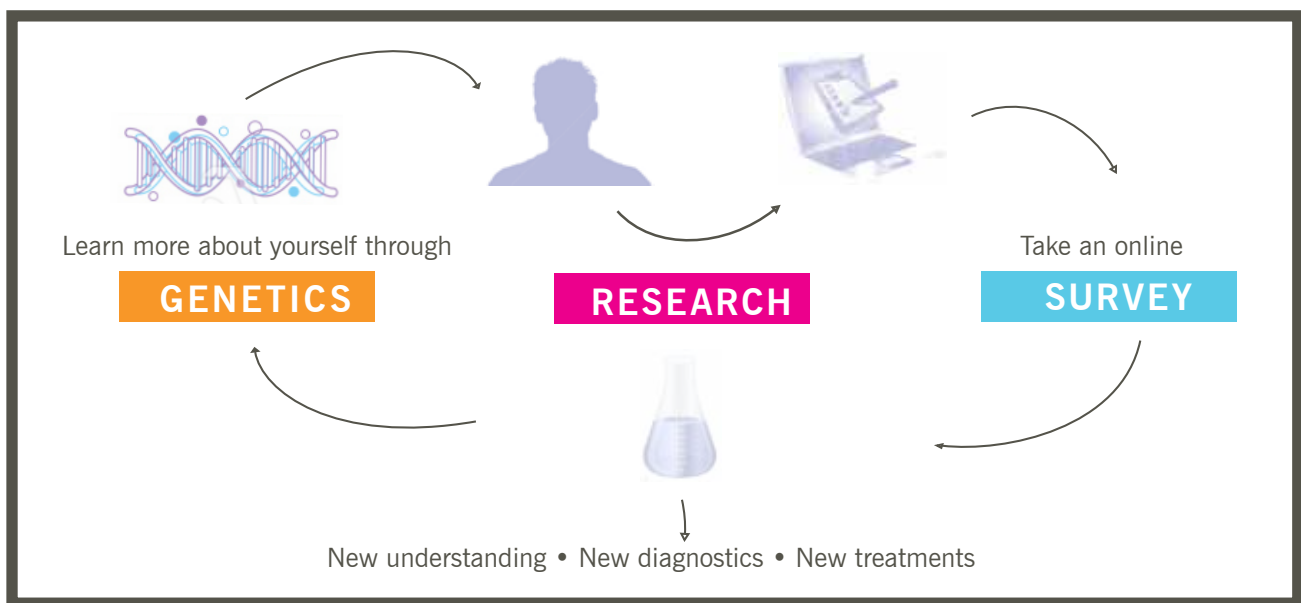 Learn more about yourself through
GENETICS
RESEARCH
Take an online
SURVEY
New understanding • New diagnostics • New treatments